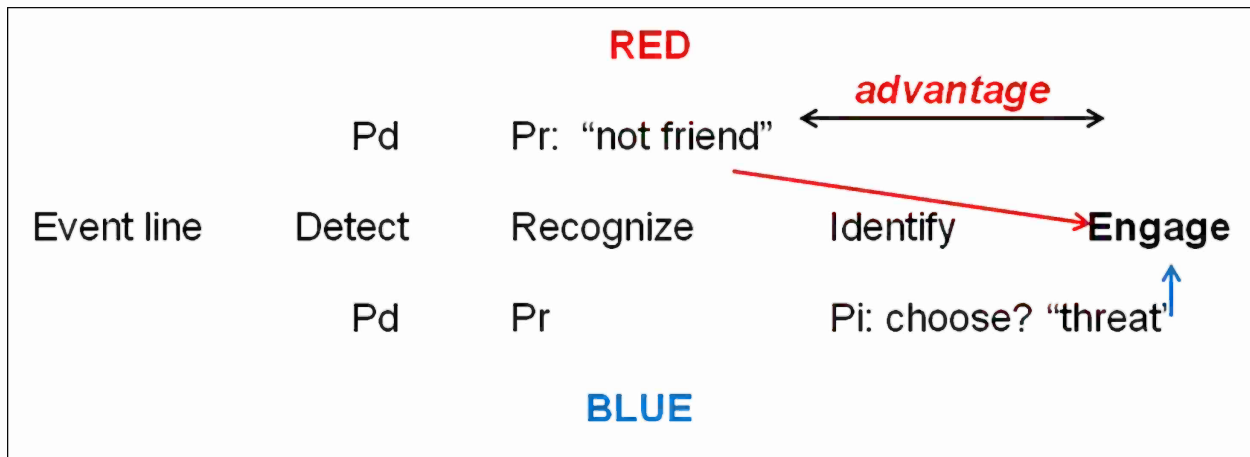 RED
advantage
Pd Pr: “not friend”
Event line Detect Recognize Identify Engage
Pd Pr Pi: choose? “threat’
BLUE